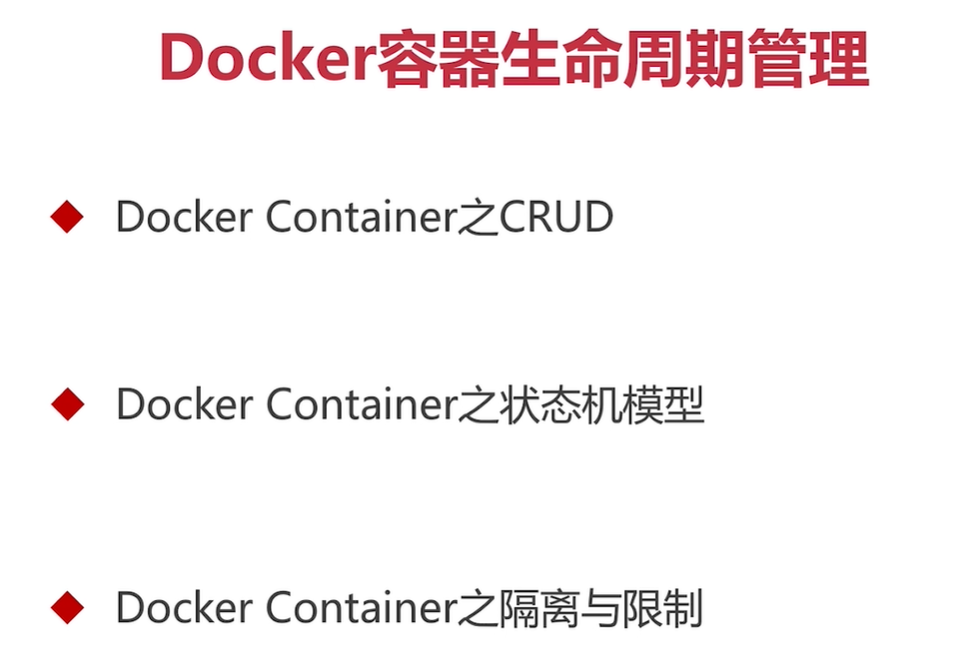 Docker容器生命周期管理
Docker Container之CRUD
Docker Container之状态机模型
Docker Container之隔离与限制